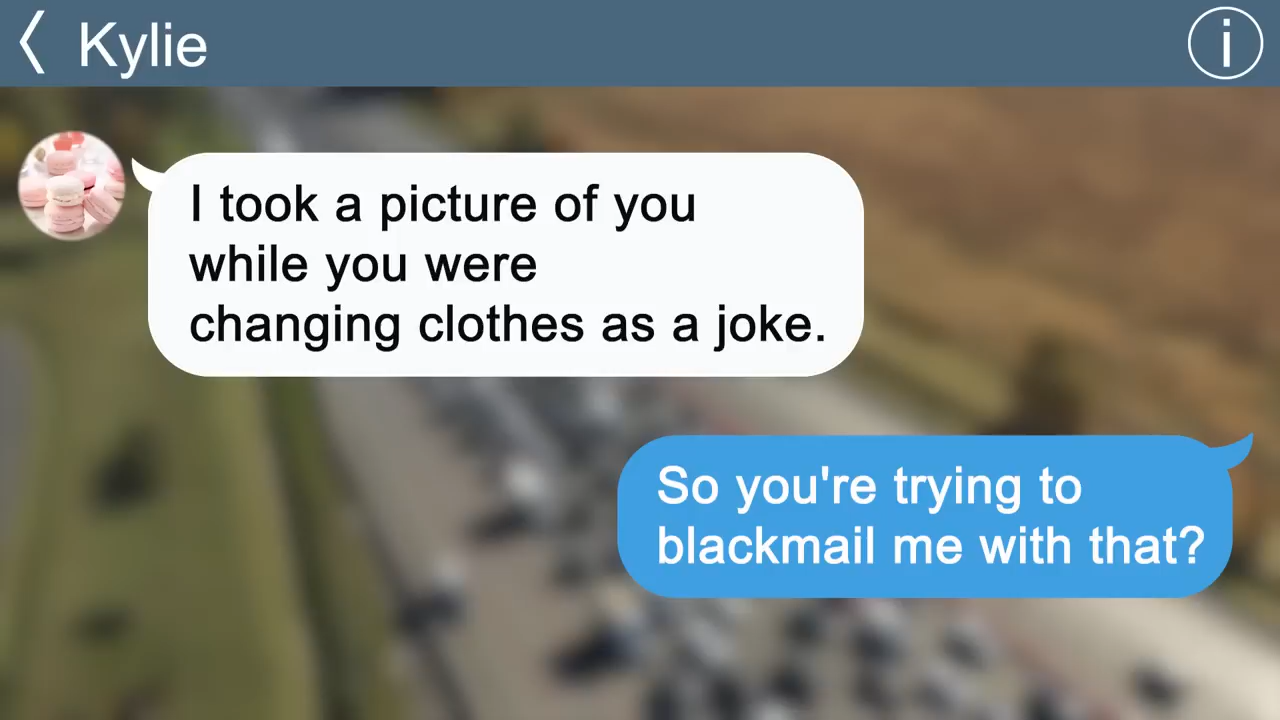 Kylie
i
I took a picture of you
while you were
changing clothes as a joke.
So you're trying to
blackmail me with that?